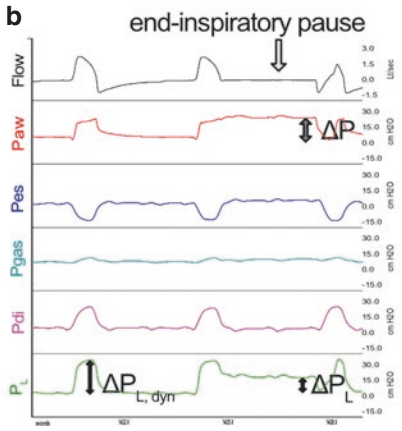 b
end-inspiratory pause
Flow
3.0
1.5
0.0
-1.5
Lt/sec
Paw
30.0
15.0
0.0
-15.0
cm H2O
ΔP
Pes
30.0
15.0
0.0
-15.0
cm H2O
Pgas
30.0
15.0
0.0
-15.0
cm H2O
Pdi
30.0
15.0
0.0
-15.0
cm H2O
PL
30.0
15.0
0.0
-15.0
cm H2O
ΔPL, dyn
ΔPL